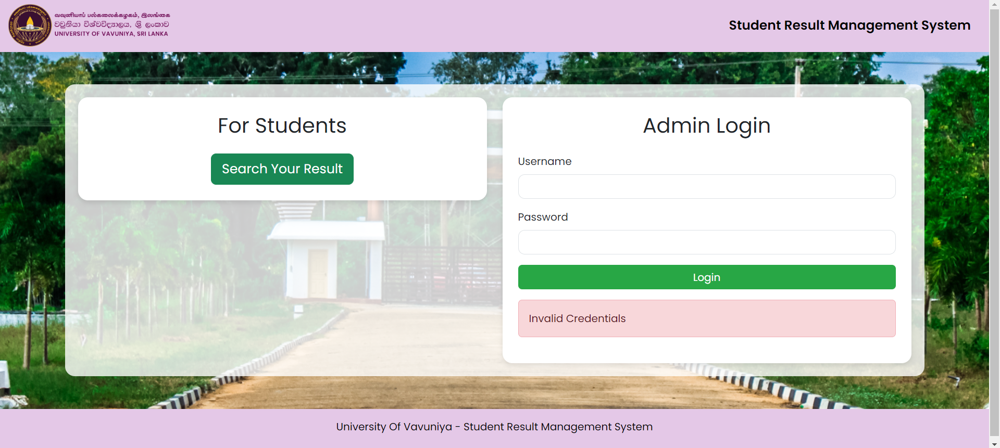 வவுனியாப் பல்கலைக்கழகம், இலங்கை
වවුනියා විශ්වවිද්‍යාලය, ශ්‍රී ලංකාව
UNIVERSITY OF VAVUNIYA, SRI LANKA
Student Result Management System
For Students
Search Your Result
Admin Login
Username
Password
Login
Invalid Credentials
University Of Vavuniya - Student Result Management System